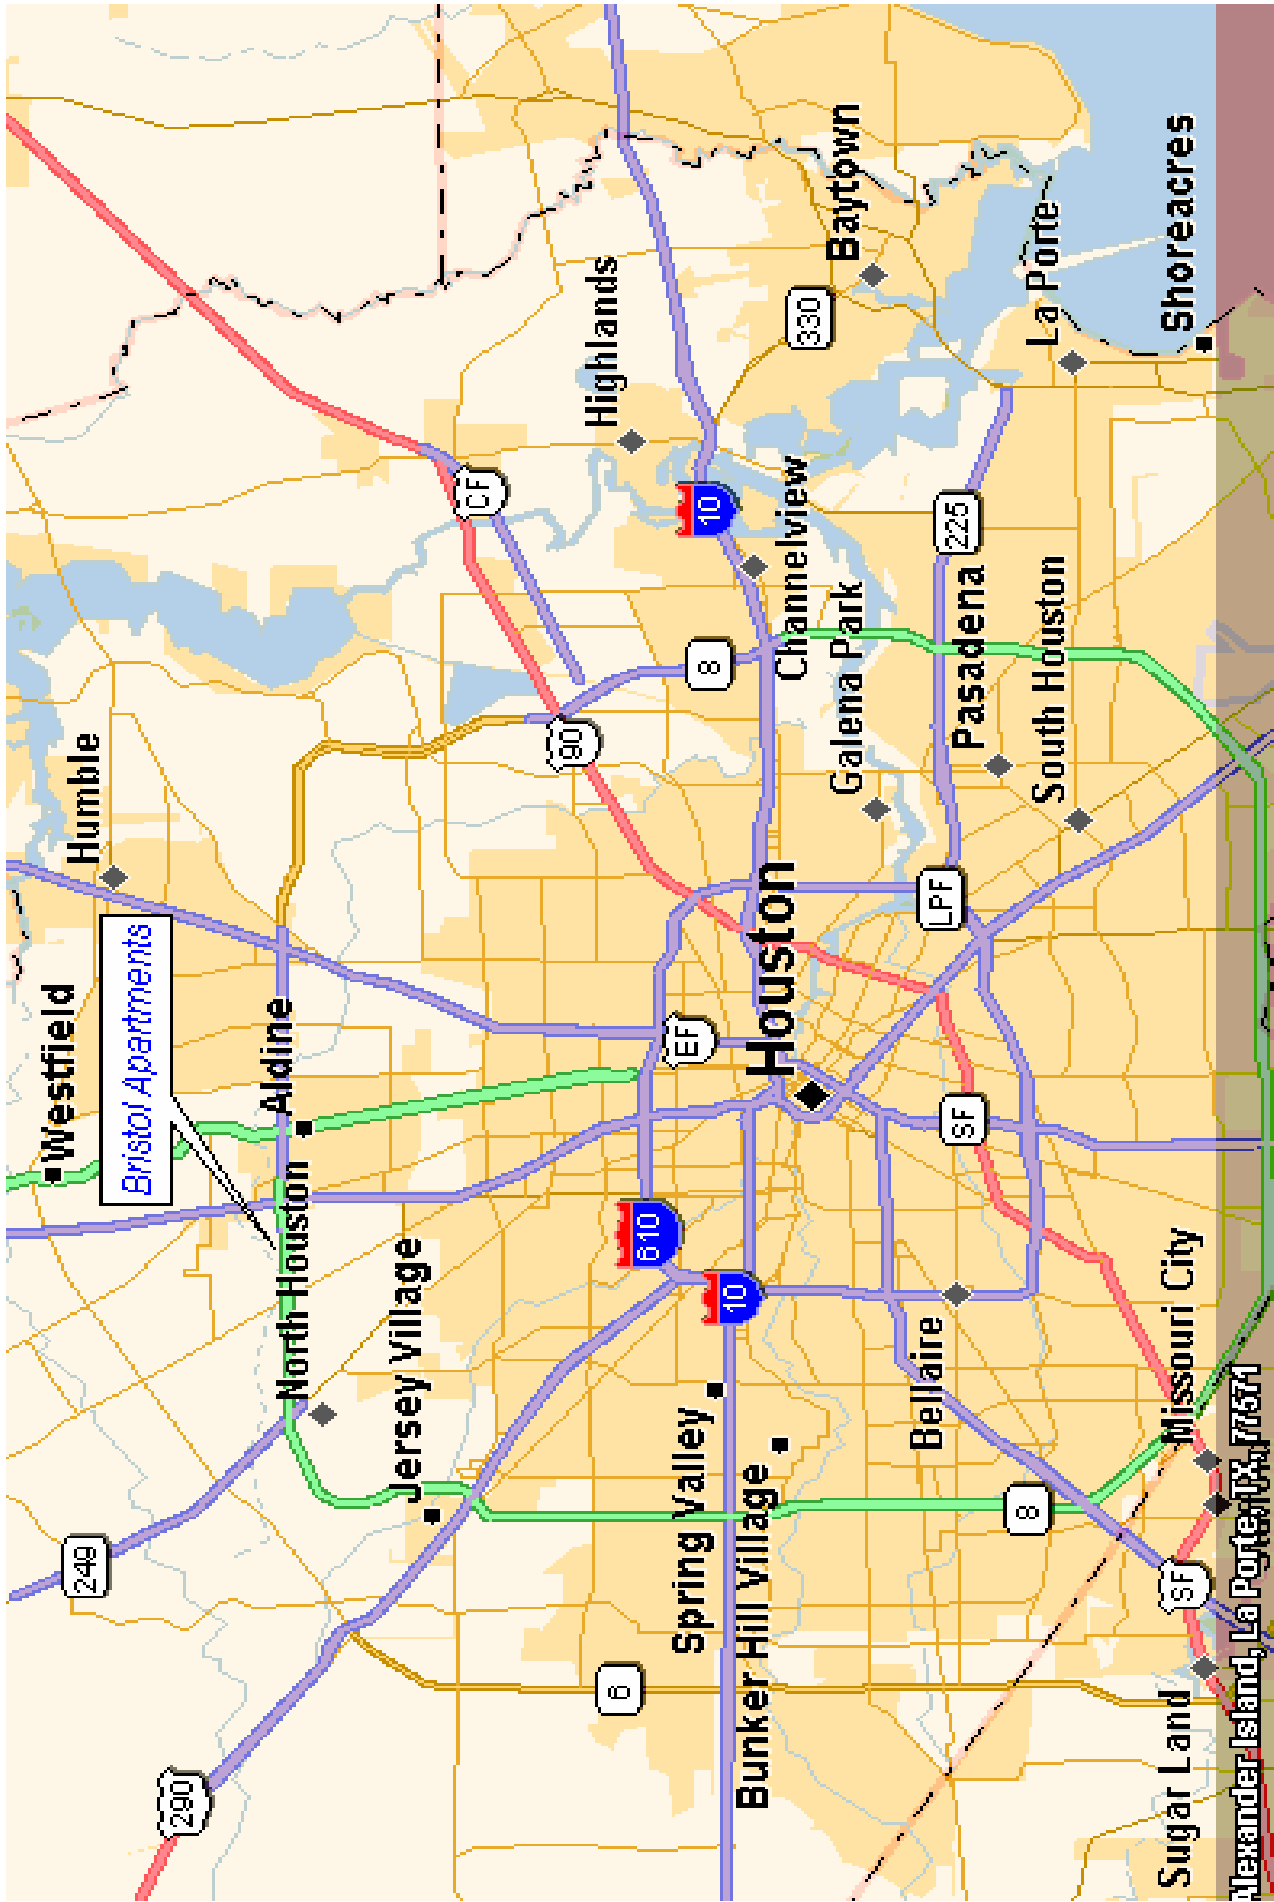 Westfield
Humble
249
Bristol Apartments
290
Aldine
North Houston
Jersey Village
CF
90
Highlands
6
610
EF
10
8
Spring Valley
10
Bunker Hill Village
Houston
Channelview
330
Galena Park
Baytown
Bellaire
LPF
225
SF
Pasadena
8
South Houston
La Porte
Sugar Land
SF
Missouri City
Shoreacres
Alexander Island, La Porte, TX, 77571